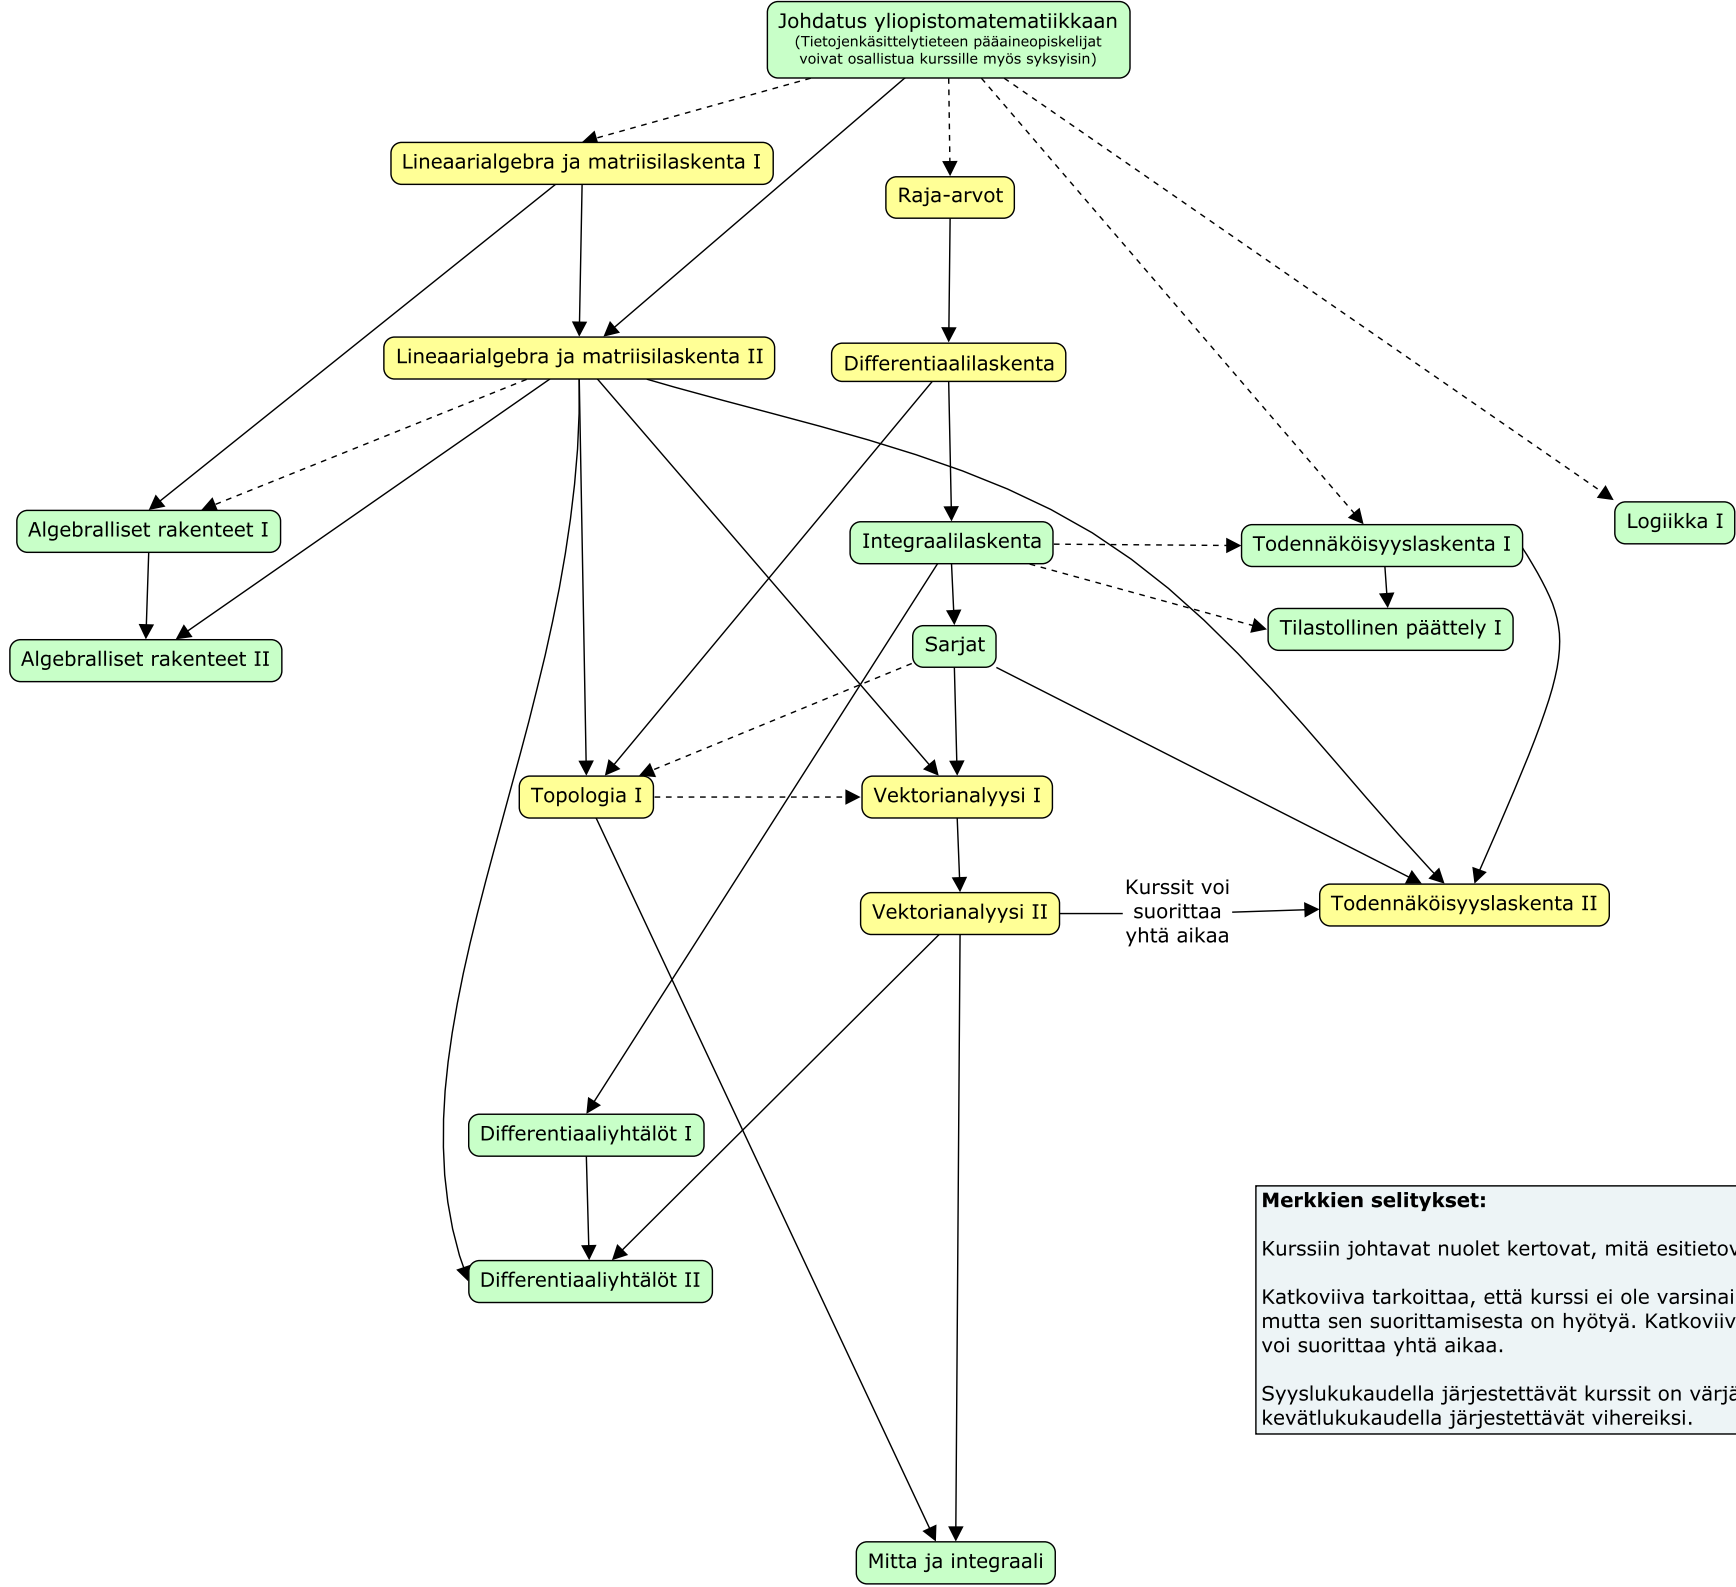 Johdatus yliopistomatematiikkaan
(Tietojenkäsittelytieteen pääaineopiskelijat
voivat osallistua kurssille myös syksyisin)
Lineaarialgebra ja matriisilaskenta I
Raja-arvot
Lineaarialgebra ja matriisilaskenta II
Differentiaalilaskenta
Algebralliset rakenteet I
Integraalilaskenta
Todennäköisyyslaskenta I
Logiikka I
Algebralliset rakenteet II
Sarjat
Tilastollinen päättely I
Topologia I
Vektorianalyysi I
Vektorianalyysi II
Kurssit voi
suorittaa
yhtä aikaa
Todennäköisyyslaskenta II
Differentiaaliyhtälöt I
Differentiaaliyhtälöt II
Mitta ja integraali
Merkkien selitykset:
Kurssiin johtavat nuolet kertovat, mitä
Katkoviiva tarkoittaa, että kurssi ei ole
mutta sen suorittamisesta on hyötyä.
voi suorittaa yhtä aikaa.
Syyslukukaudella järjestettävät kurssit on
kevätlukukaudella järjestettävät vihereiksi.